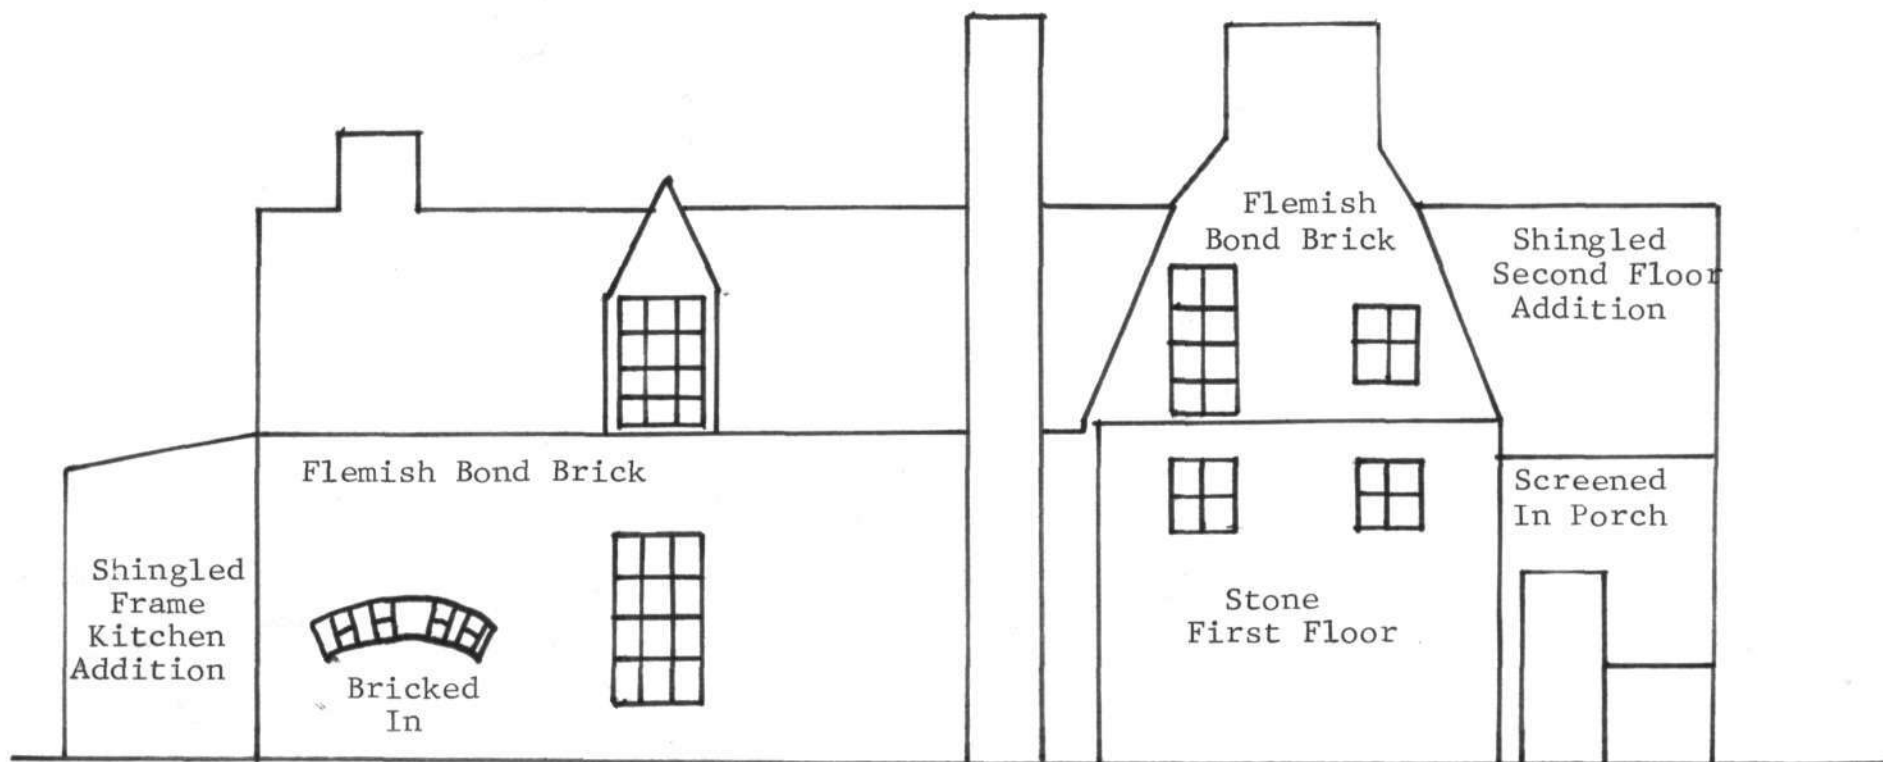 Flemish
Bond Brick
Shingled
Second Floor
Addition
Flemish Bond Brick
Screened
In Porch
Shingled
Frame
Kitchen
Addition
Stone
First Floor
Bricked
In